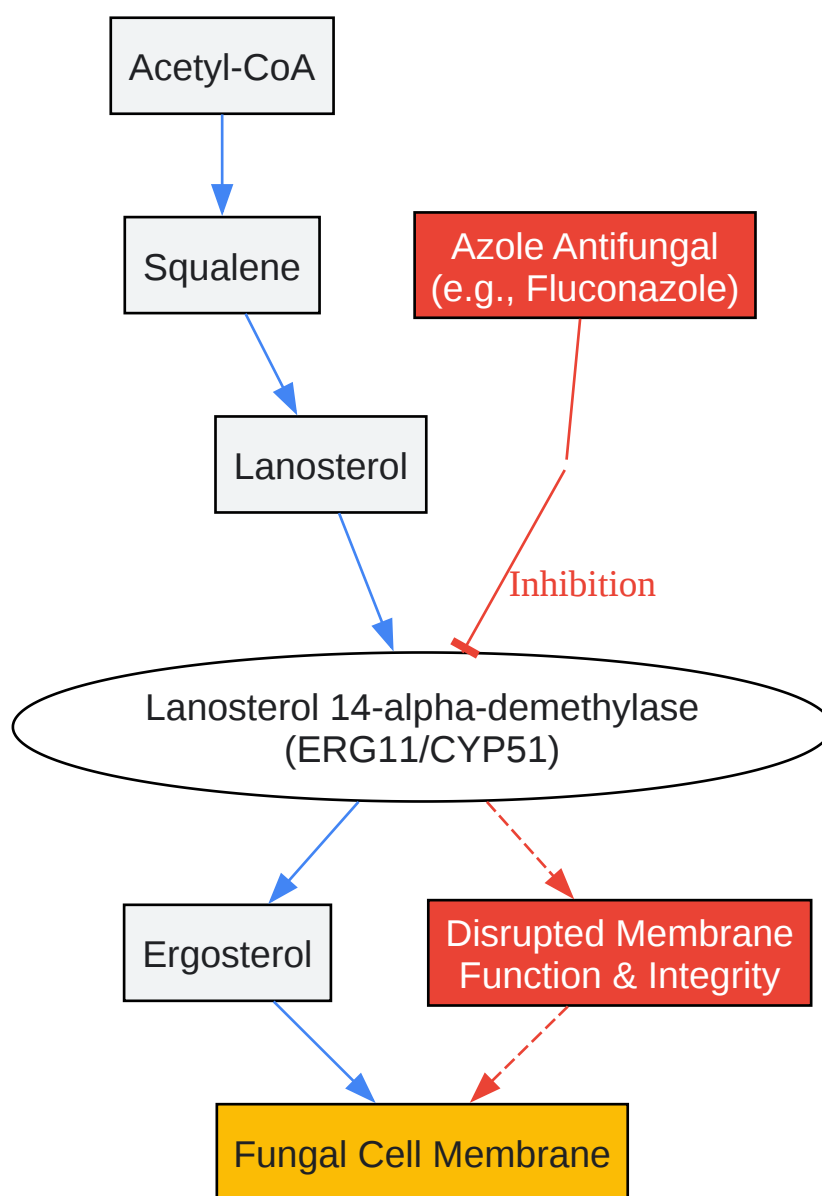 Acetyl-CoA
Squalene
Azole Antifungal
(e.g., Fluconazole)
Lanosterol
Inhibition
Lanosterol 14-alpha-demethylase
(ERG11/CYP51)
Ergosterol
Disrupted Membrane
Function & Integrity
Fungal Cell Membrane